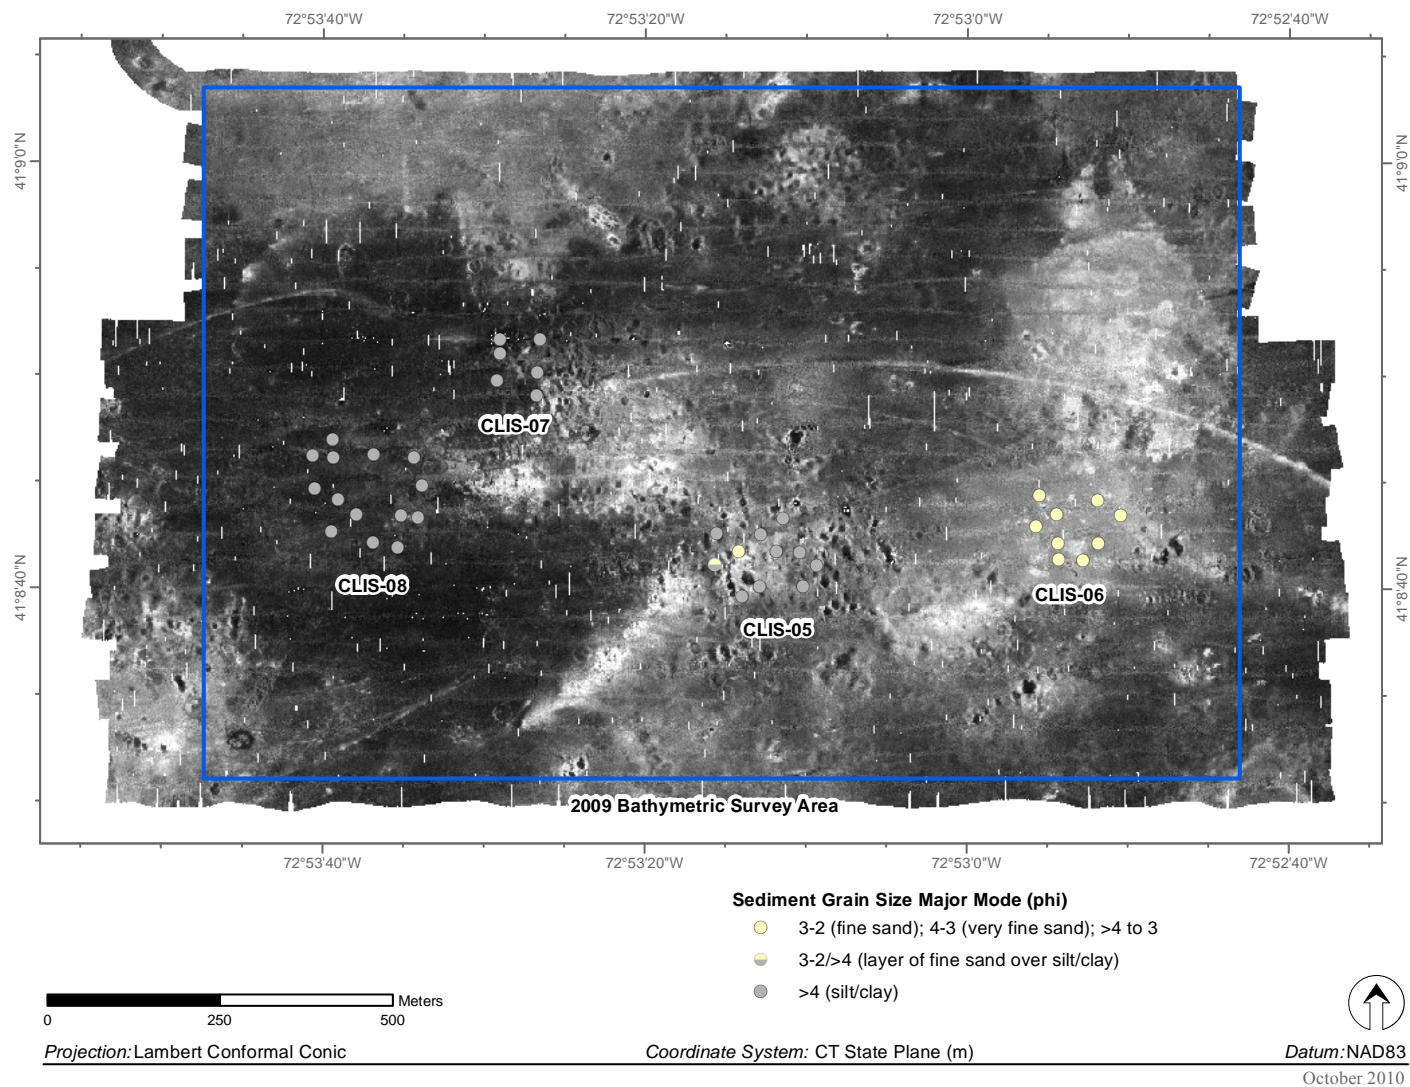 72°53'40"W 72°53'20"W 72°53'0"W 72°52'40"W
41°9'0"N 41°9'0"N
CLIS-07
CLIS-08
41°8'40"N 41°8'40"N
CLIS-06
CLIS-05
2009 Bathymetric Survey Area
72°53'40"W 72°53'20"W 72°53'0"W 72°52'40"W
Sediment Grain Size Major Mode (phi)
3-2 (fine sand); 4-3 (very fine sand); >4 to 3
3-2/>4 (layer of fine sand over silt/clay)
>4 (silt/clay)
Meters
0 250 500
Projection: Lambert Conformal Conic Coordinate System: CT State Plane (m) Datum: NAD83
October 2010